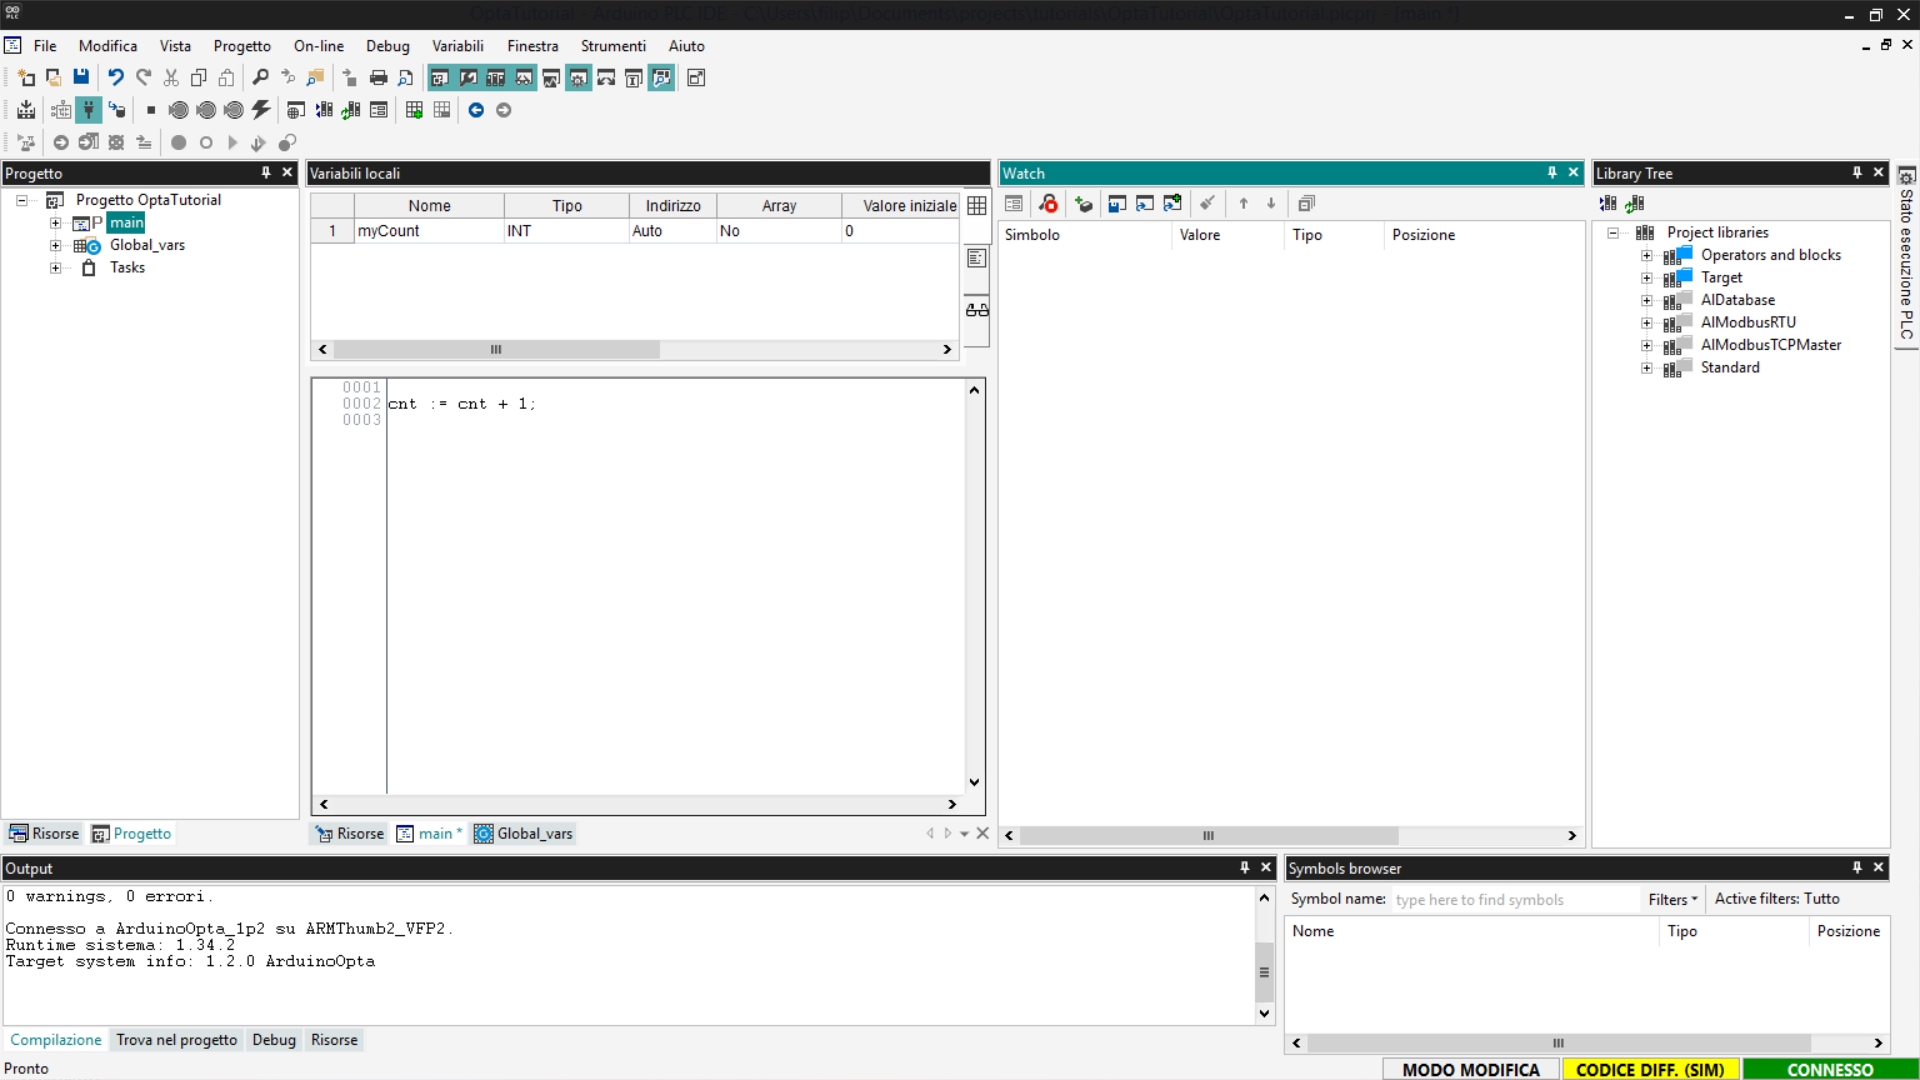 OptaTutorial - Arduino PLC IDE - C:\Users\filip\Documents\projects\tutorials\OptaTutorial\OptaTutorial.plcprj - [main *]
File Modifica Vista Progetto On-line Debug Variabili Finestra Strumenti Aiuto
Progetto
Progetto OptaTutorial
P main
Global_vars
Tasks
Risorse Progetto
Variabili locali
Nome Tipo Indirizzo Array Valore iniziale
1 myCount INT Auto No 0
0001
0002 cnt := cnt + 1;
0003
Risorse main * Global_vars
Watch
Simbolo Valore Tipo Posizione
Library Tree
Project libraries
Operators and blocks
Target
AlDatabase
AlModbusRTU
AlModbusTCPMaster
Standard
Stato esecuzione PLC
Output
0 warnings, 0 errori.
Connesso a ArduinoOpta_1p2 su ARMThumb2_VFP2.
Runtime sistema: 1.34.2
Target system info: 1.2.0 ArduinoOpta
Compilazione Trova nel progetto Debug Risorse
Symbols browser
Symbol name: type here to find symbols Filters Active filters: Tutto
Nome Tipo Posizione
Pronto
MODO MODIFICA CODICE DIFF. (SIM) CONNESSO